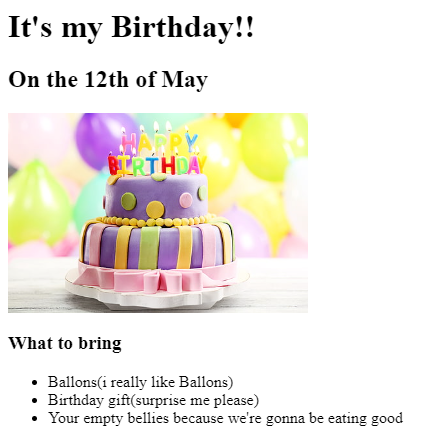 It's my Birthday!!
On the 12th of May
HAPPY
BIRTHDAY
What to bring
Ballons(i really like Ballons)
Birthday gift(surprise me please)
Your empty bellies because we're gonna be eating good